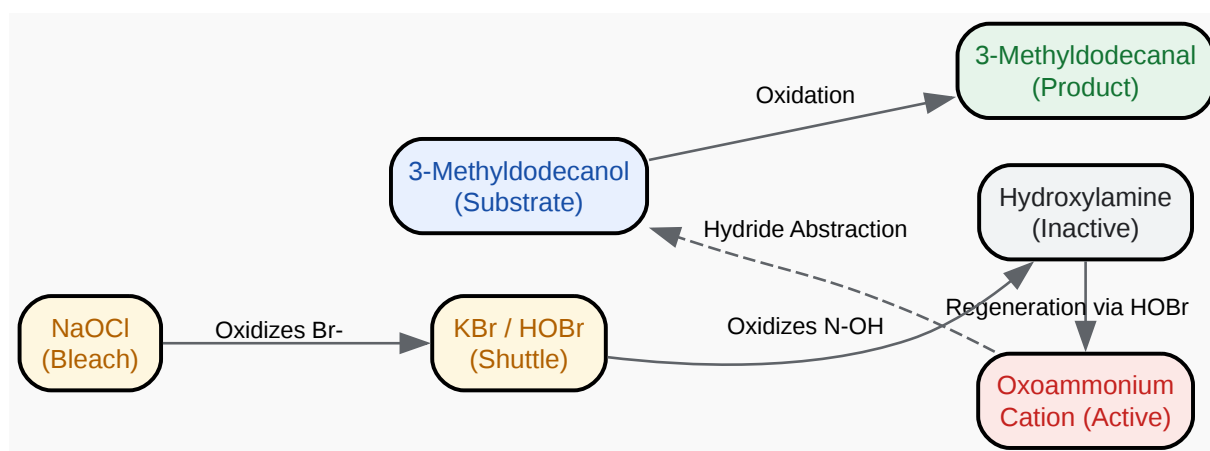 3-Methyldodecanal
(Product)
Oxidation
3-Methyldodecanol
(Substrate)
Hydroxylamine
(Inactive)
Hydride Abstraction
Regeneration via HOBr
NaOCl
(Bleach)
Oxidizes Br-
KBr / HOBr
(Shuttle)
Oxidizes N-OH
Oxoammonium
Cation (Active)